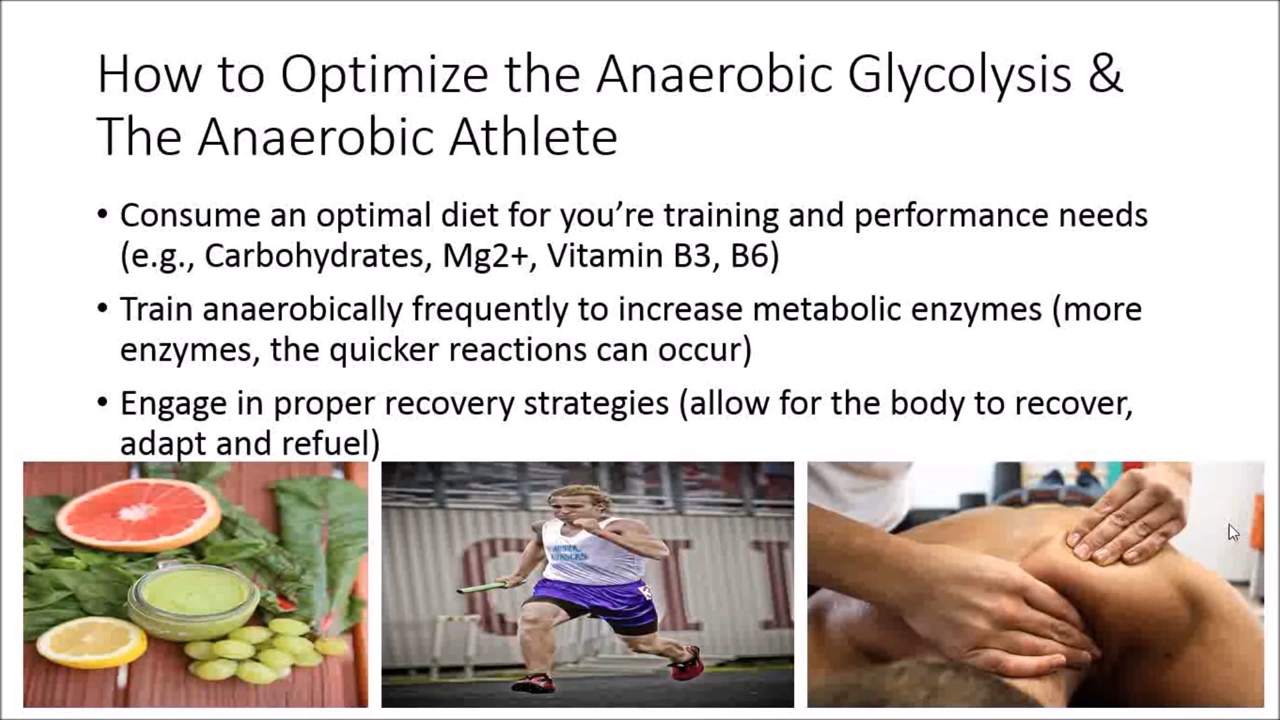 How to Optimize the Anaerobic Glycolysis &
The Anaerobic Athlete
• Consume an optimal diet for you’re training and performance needs
(e.g., Carbohydrates, Mg2+, Vitamin B3, B6)
• Train anaerobically frequently to increase metabolic enzymes (more
enzymes, the quicker reactions can occur)
• Engage in proper recovery strategies (allow for the body to recover,
adapt and refuel)